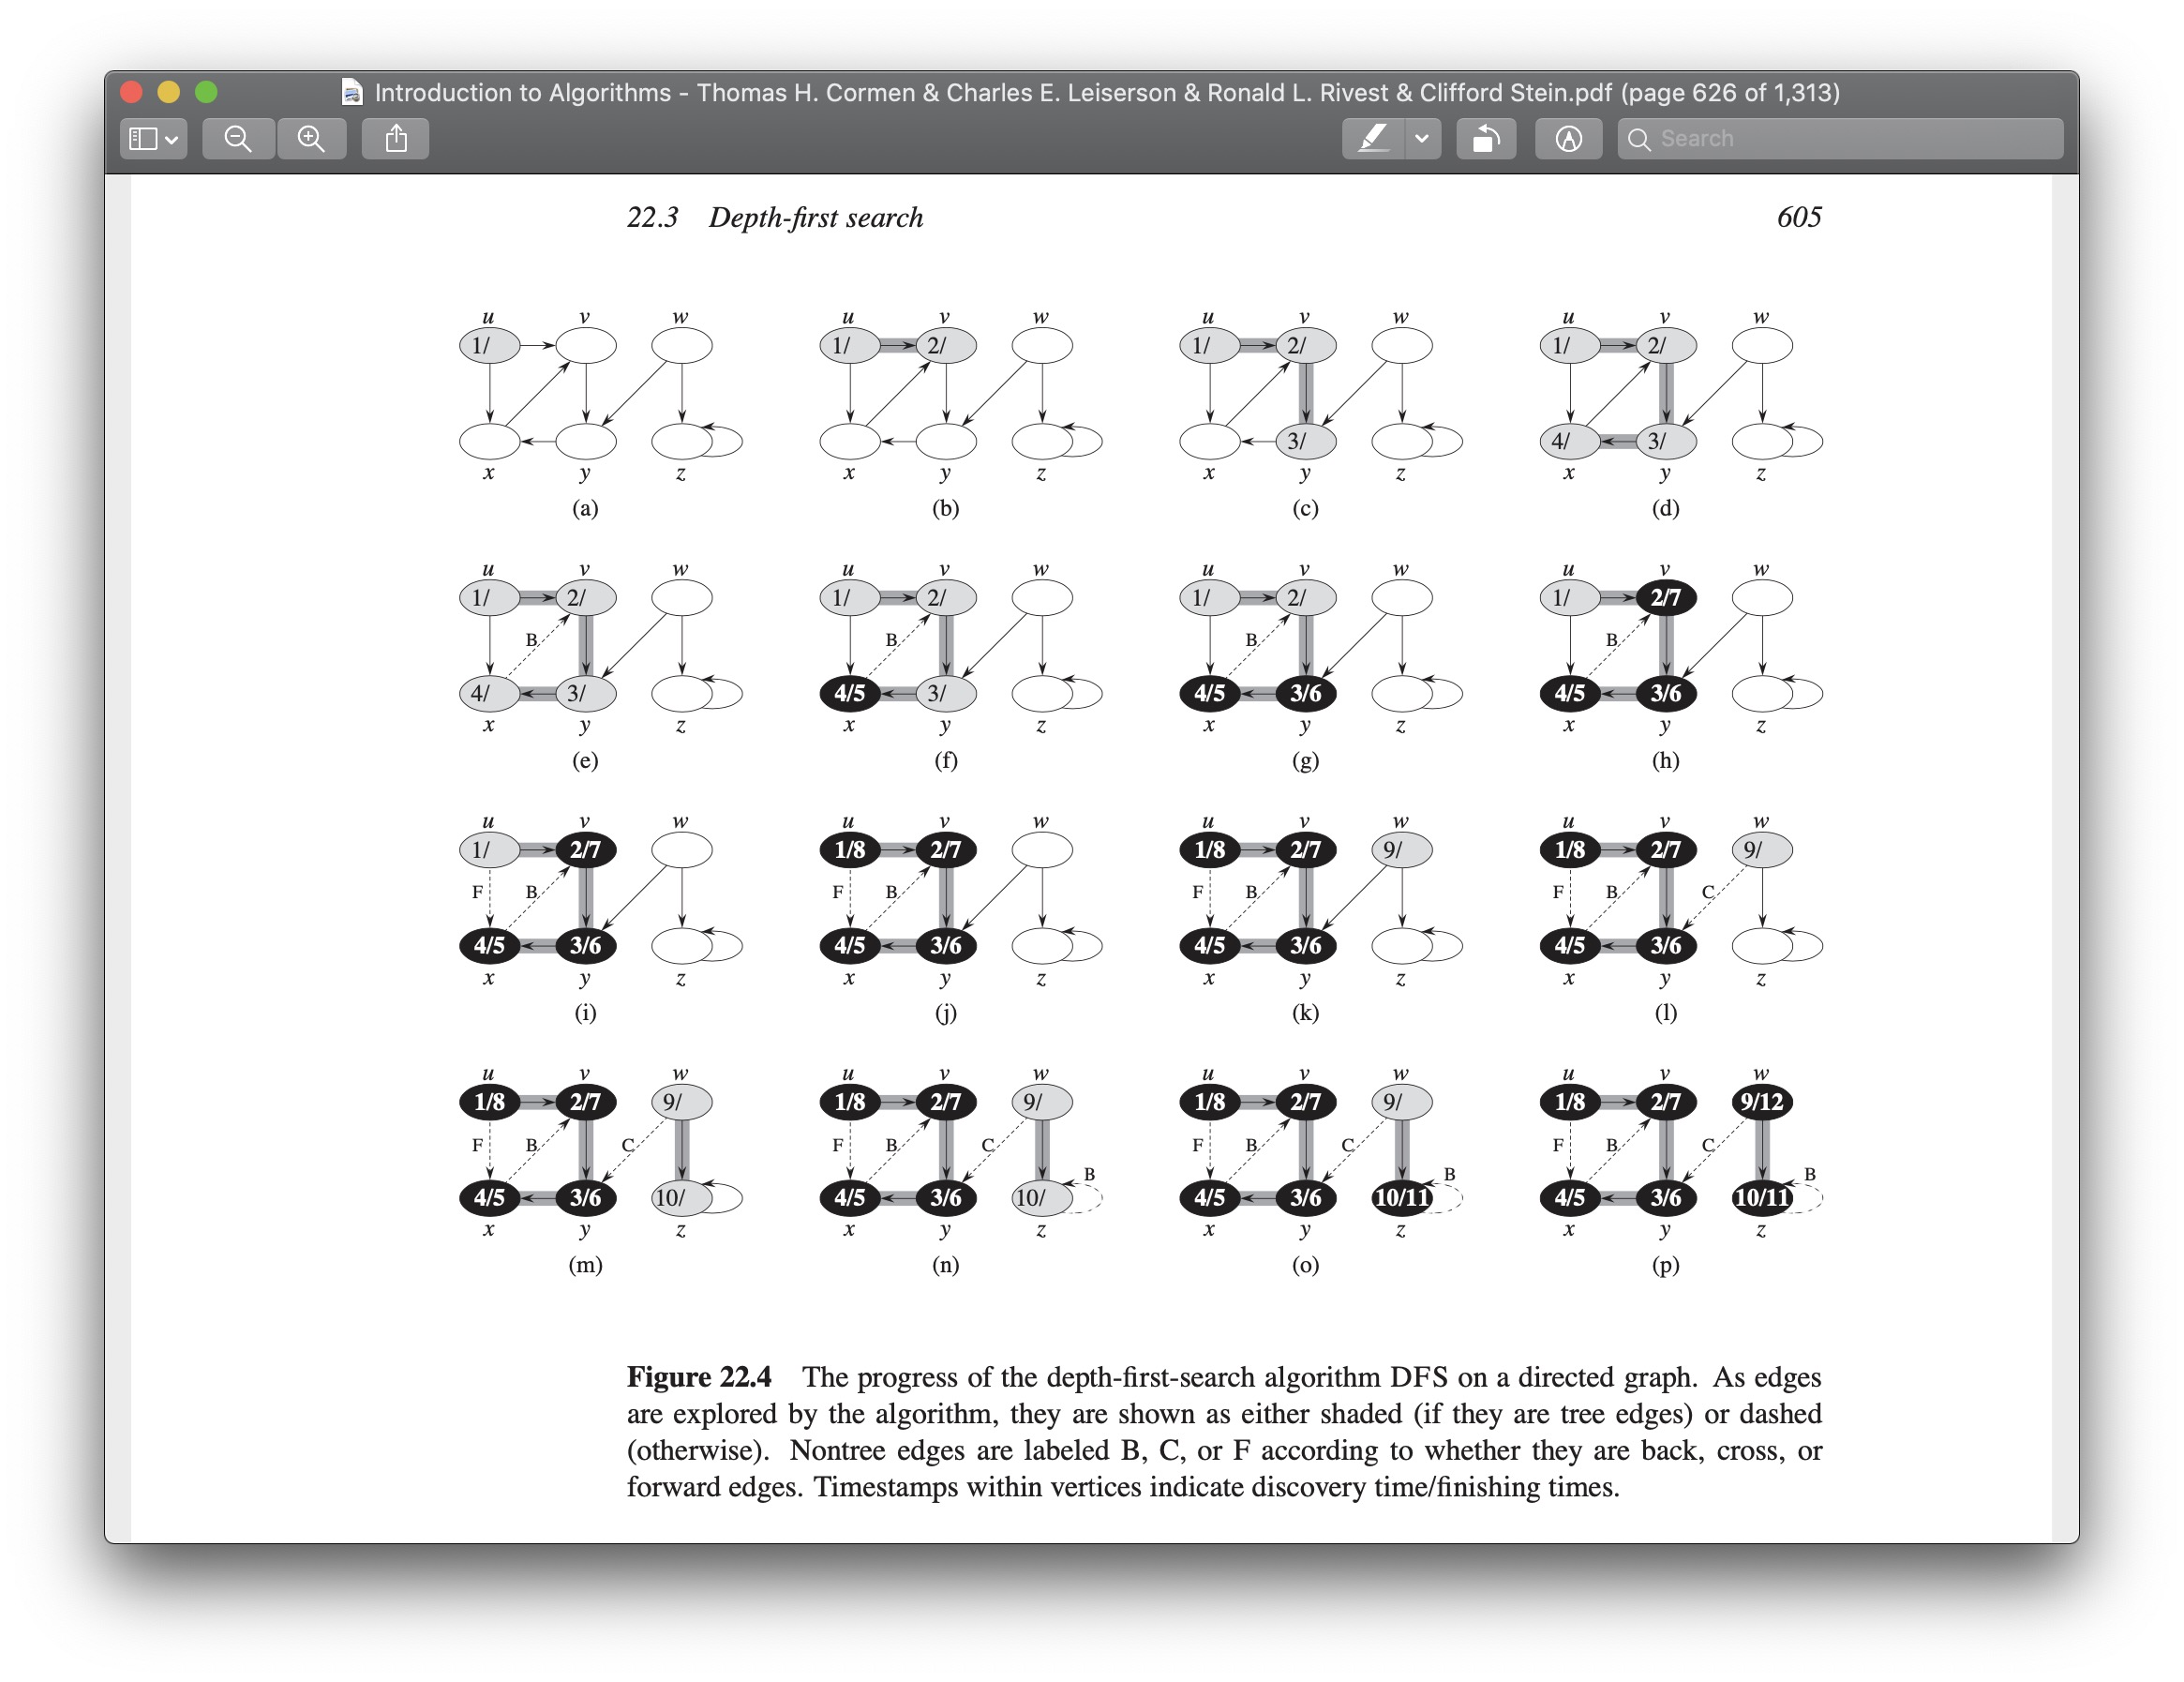 Introduction to Algorithms - Thomas H. Cormen & Charles E. Leiserson & Ronald L. Rivest & Clifford Stein.pdf (page 626 of 1,313)
Search
22.3 Depth-first search 605
u v w u v w u v w u v w
1/ 1/ 2/ 1/ 2/ 1/ 2/
3/ 4/ 3/
x y z x y z x y z x y z
(a) (b) (c) (d)
u v w u v w u v w u v w
1/ 2/ 1/ 2/ 1/ 2/ 1/ 2/7
B B B B
4/ 3/ 4/5 3/ 4/5 3/6 4/5 3/6
x y z x y z x y z x y z
(e) (f) (g) (h)
u v w u v w u v w u v w
1/ 2/7 1/8 2/7 1/8 2/7 9/ 1/8 2/7 9/
F B F B F B F B C
4/5 3/6 4/5 3/6 4/5 3/6 4/5 3/6
x y z x y z x y z x y z
(i) (j) (k) (l)
u v w u v w u v w u v w
1/8 2/7 9/ 1/8 2/7 9/ 1/8 2/7 9/ 1/8 2/7 9/12
F B C F B C B F B C B F B C B
4/5 3/6 10/ 4/5 3/6 10/ 4/5 3/6 10/11 4/5 3/6 10/11
x y z x y z x y z x y z
(m) (n) (o) (p)
Figure 22.4 The progress of the depth-first-search algorithm DFS on a directed graph. As edges
are explored by the algorithm, they are shown as either shaded (if they are tree edges) or dashed
(otherwise). Nontree edges are labeled B, C, or F according to whether they are back, cross, or
forward edges. Timestamps within vertices indicate discovery time/finishing times.